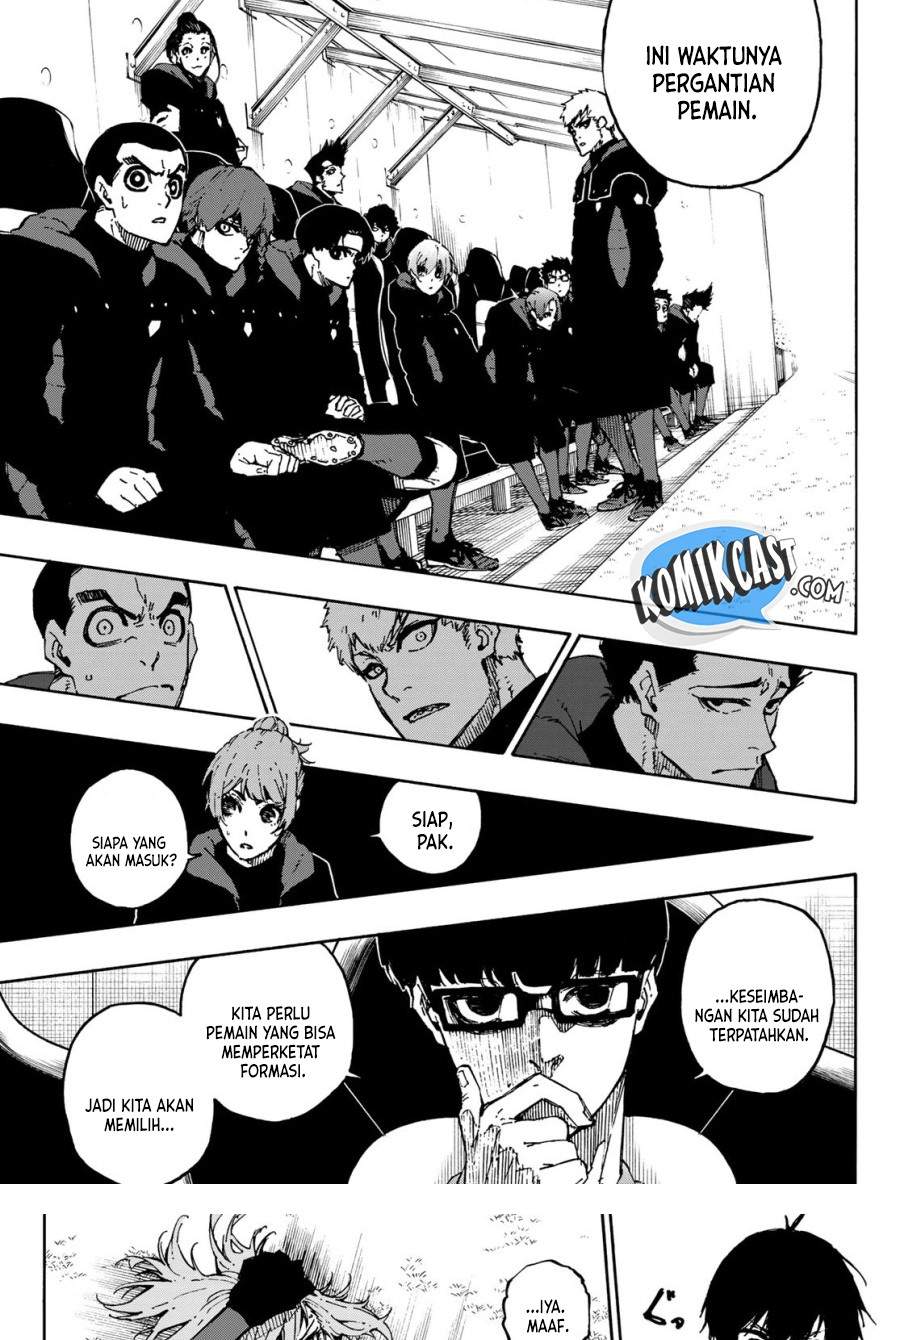 INI WAKTUNYA
PERGANTIAN
PEMAIN.
KOMIKCAST
.COM
SIAP,
PAK.
SIAPA YANG
AKAN MASUK?
...KESEIMBA-
NGAN KITA SUDAH
TERPATAHKAN.
KITA PERLU
PEMAIN YANG BISA
MEMPERKETAT
FORMASI.
JADI KITA AKAN
MEMILIH...
...IYA.
MAAF.